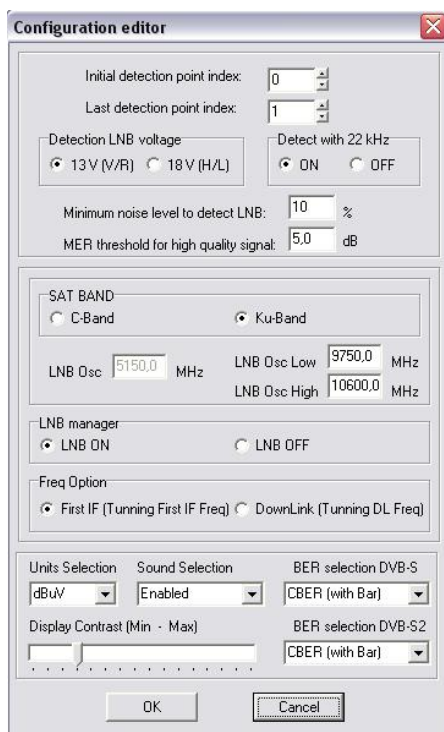 Configuration editor
Initial detection point index: 0
Last detection point index: 1
Detection LNB voltage
13 V (V/R) 18 V (H/L)
Detect with 22 kHz
ON OFF
Minimum noise level to detect LNB: 10 %
MER threshold for high quality signal: 5,0 dB
SAT BAND
C-Band Ku-Band
LNB Osc 5150,0 MHz
LNB Osc Low 9750,0 MHz
LNB Osc High 10600,0 MHz
LNB manager
LNB ON LNB OFF
Freq Option
First IF (Tunning First IF Freq) DownLink (Tunning DL Freq)
Units Selection Sound Selection BER selection DVB-S
dBuV Enabled CBER (with Bar)
Display Contrast (Min - Max) BER selection DVB-S2
CBER (with Bar)
OK Cancel